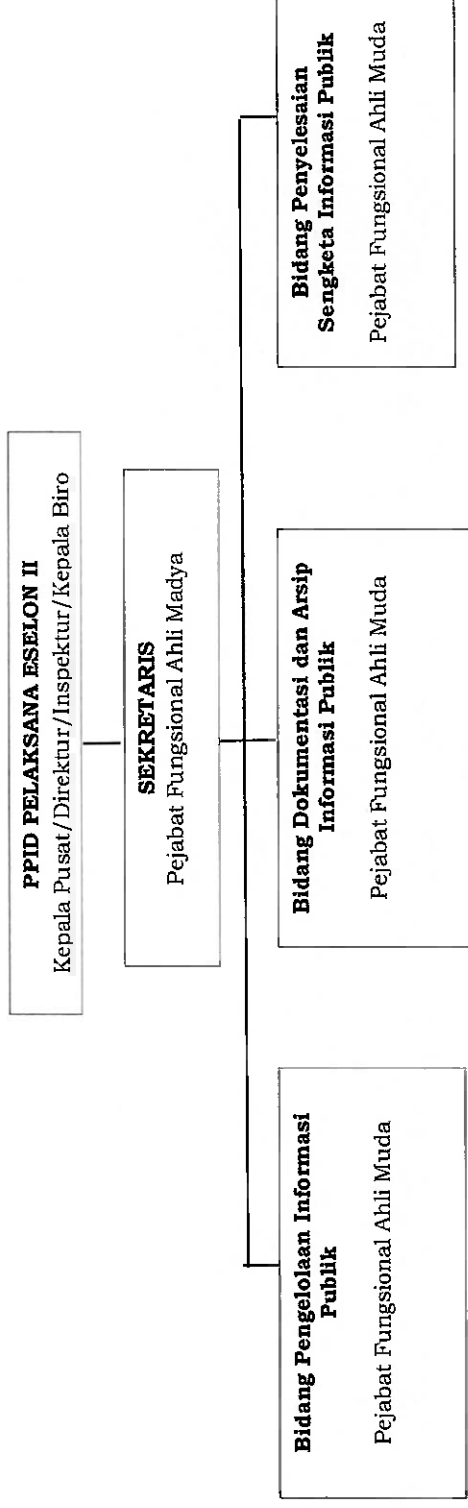 PPID PELAKSANA ESELON II
Kepala Pusat/Direktur/Inspektur/Kepala Biro
SEKRETARIS
Pejabat Fungsional Ahli Madya
Bidang Pengelolaan Informasi
Publik
Pejabat Fungsional Ahli Muda
Bidang Dokumentasi dan Arsip
Informasi Publik
Pejabat Fungsional Ahli Muda
Bidang Penyelesaian
Sengketa Informasi Publik
Pejabat Fungsional Ahli Muda